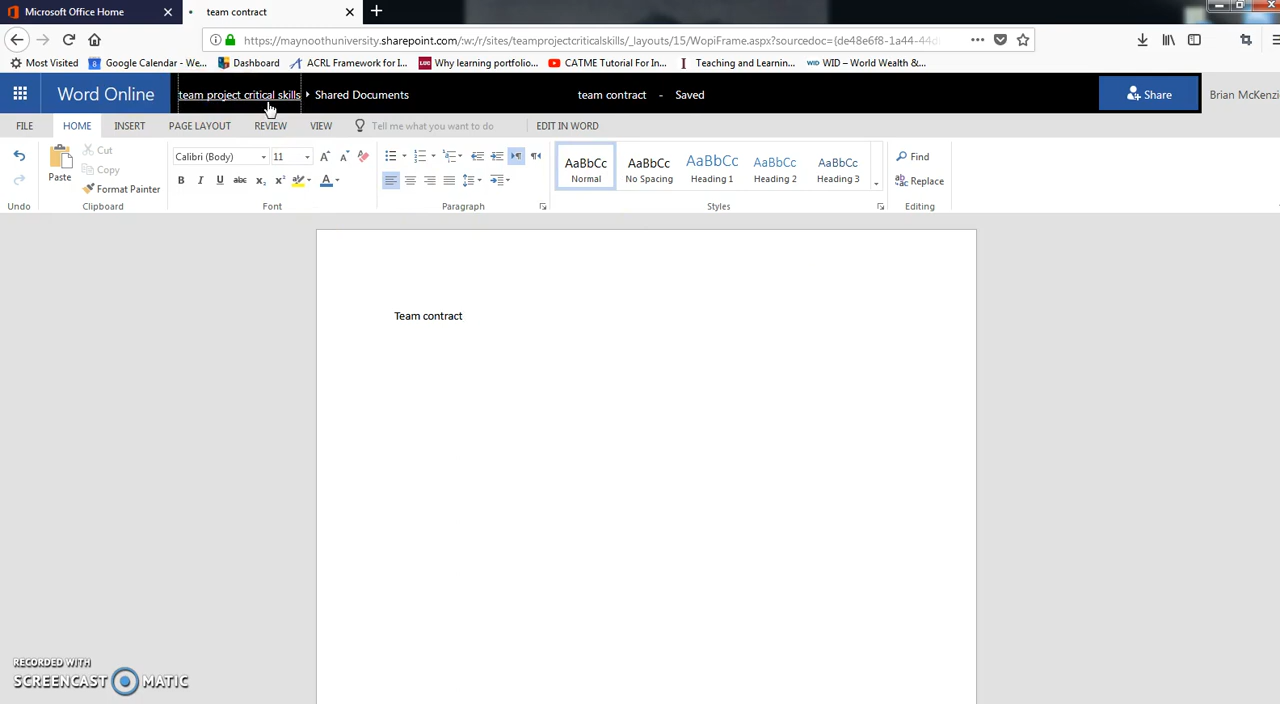 Microsoft Office Home
team contract
https://maynoothuniversity.sharepoint.com/:w:/r/sites/teamprojectcriticalskills/_layouts/15/WopiFrame.aspx?sourcedoc={de48e6f8-1a44-44d
Most Visited Google Calendar - We... Dashboard ACRL Framework for I... Why learning portfolio... CATME Tutorial For In... Teaching and Learnin... WID – World Wealth &...
Word Online team project critical skills Shared Documents team contract - Saved Share Brian McKenzi
FILE HOME INSERT PAGE LAYOUT REVIEW VIEW Tell me what you want to do EDIT IN WORD
Paste Cut Copy Format Painter
Calibri (Body) 11
B I U abc x₂ x² A
AaBbCc AaBbCc AaBbCc AaBbCc AaBbCc
Normal No Spacing Heading 1 Heading 2 Heading 3
Find
Replace
Undo Clipboard Font Paragraph Styles Editing
Team contract
RECORDED WITH
SCREENCAST MATIC